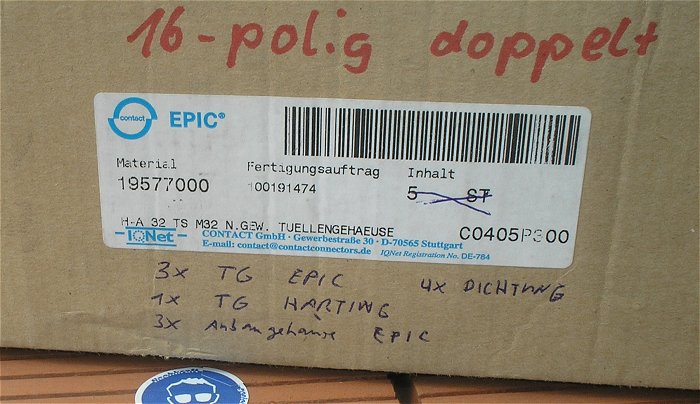 16-polig doppelt
contact EPIC®
Material Fertigungsauftrag Inhalt
19577000 100191474 5 ST
H-A 32 TS M32 N.GEW. TUELLENGEHAEUSE C0405P300
IQNet CONTACT GmbH · Gewerbestraße 30 · D-70565 Stuttgart
E-mail: contact@contactconnectors.de IQNet Registration No. DE-784
3x TG EPIC 4x DICHTUNG
1x TG HARTING
3x Anbaugehäuse EPIC